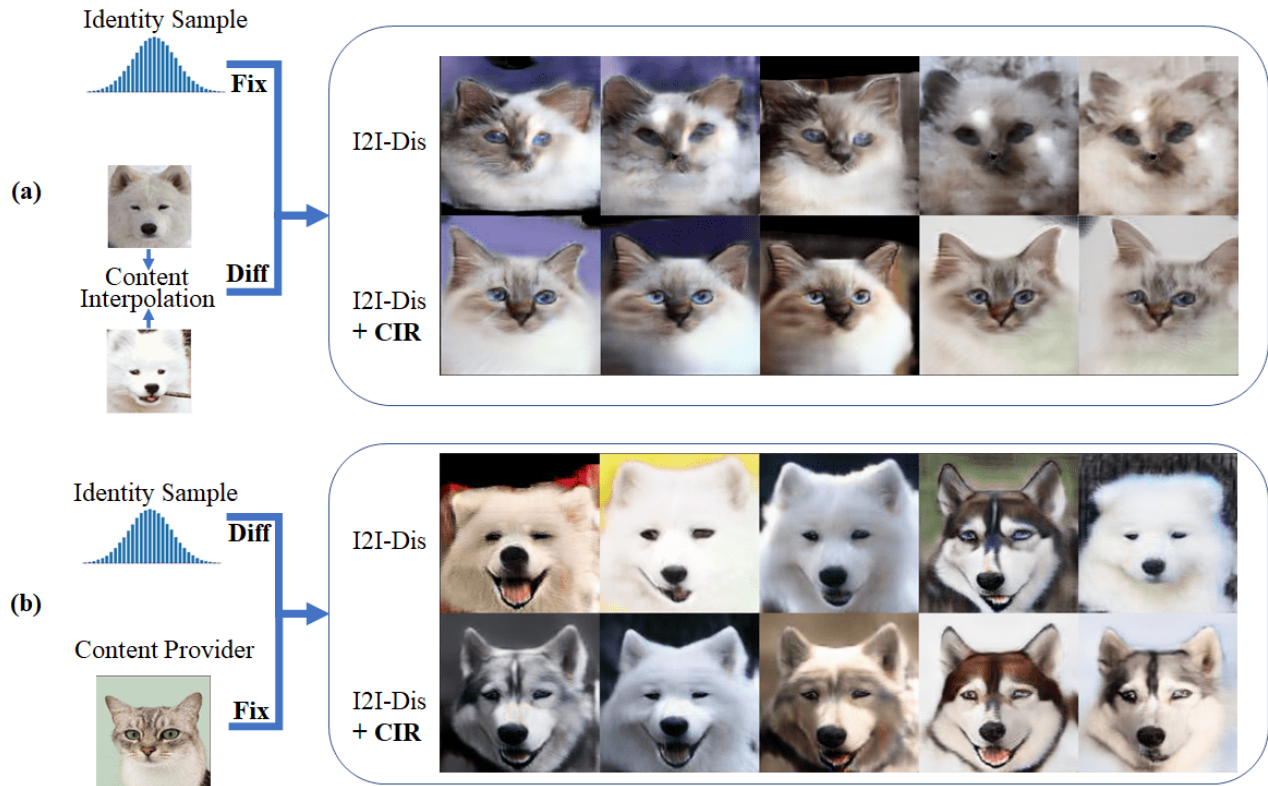 Identity Sample
Fix
I2I-Dis
(a)
Content
Interpolation
Diff
I2I-Dis
+ CIR
Identity Sample
Diff
I2I-Dis
(b)
Content Provider
Fix
I2I-Dis
+ CIR